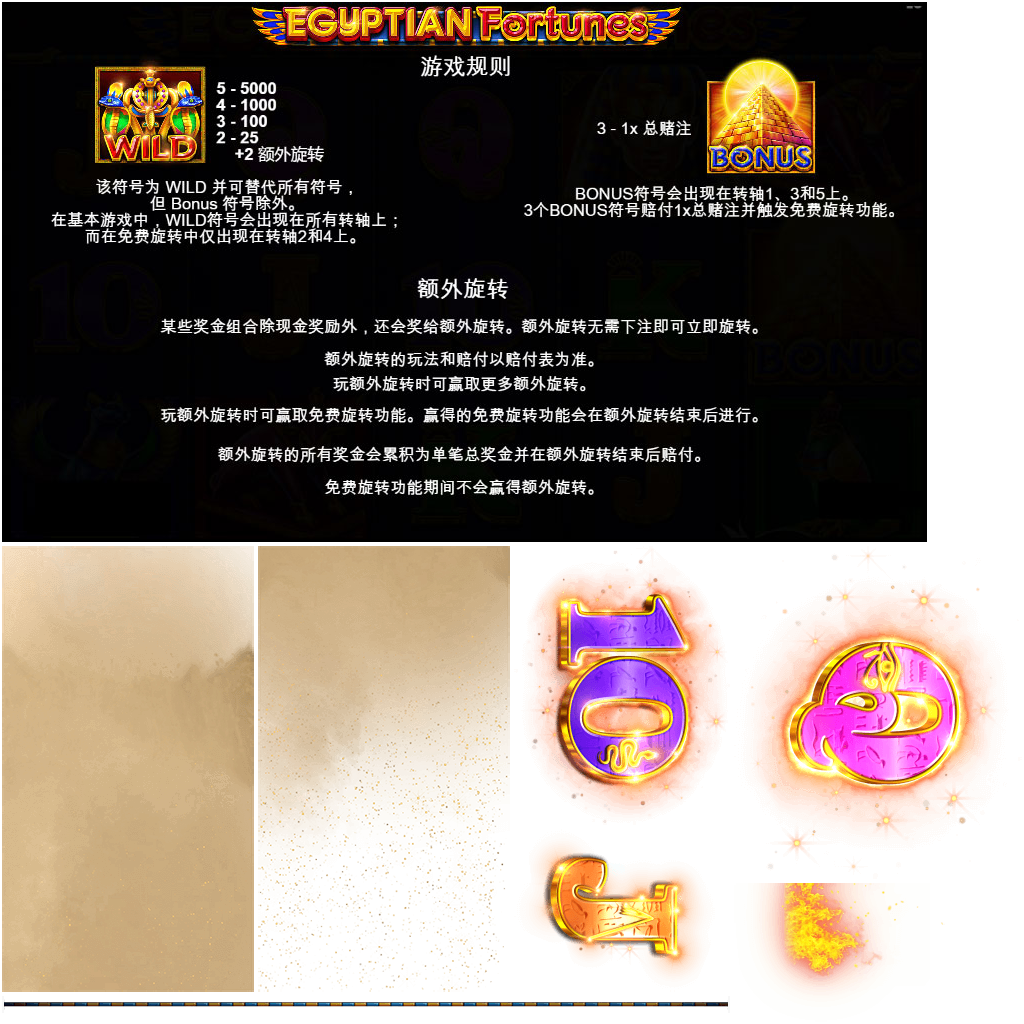 EGYPTIAN Fortunes
游戏规则
WILD
5 - 5000
4 - 1000
3 - 100
2 - 25
+2 额外旋转
该符号为 WILD 并可替代所有符号，
但 Bonus 符号除外。
在基本游戏中，WILD符号会出现在所有转轴上；
而在免费旋转中仅出现在转轴2和4上。
3 - 1x 总赌注
BONUS
BONUS符号会出现在转轴1、3和5上。
3个BONUS符号赔付1x总赌注并触发免费旋转功能。
额外旋转
某些奖金组合除现金奖励外，还会奖给额外旋转。额外旋转无需下注即可立即旋转。
额外旋转的玩法和赔付以赔付表为准。
玩额外旋转时可赢取更多额外旋转。
玩额外旋转时可赢取免费旋转功能。赢得的免费旋转功能会在额外旋转结束后进行。
额外旋转的所有奖金会累积为单笔总奖金并在额外旋转结束后赔付。
免费旋转功能期间不会赢得额外旋转。
10
Q
J